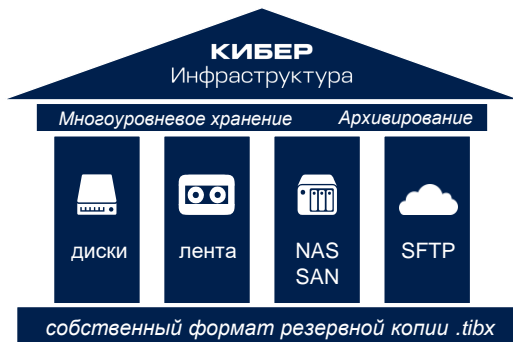 КИБЕР
Инфраструктура
Многоуровневое хранение Архивирование
диски лента NAS SFTP
SAN
собственный формат резервной копии .tibx